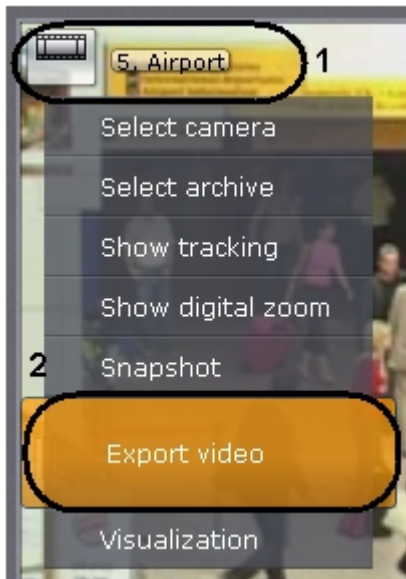 5. Airport
1
Select camera
Select archive
Show tracking
Show digital zoom
2
Snapshot
Export video
Visualization